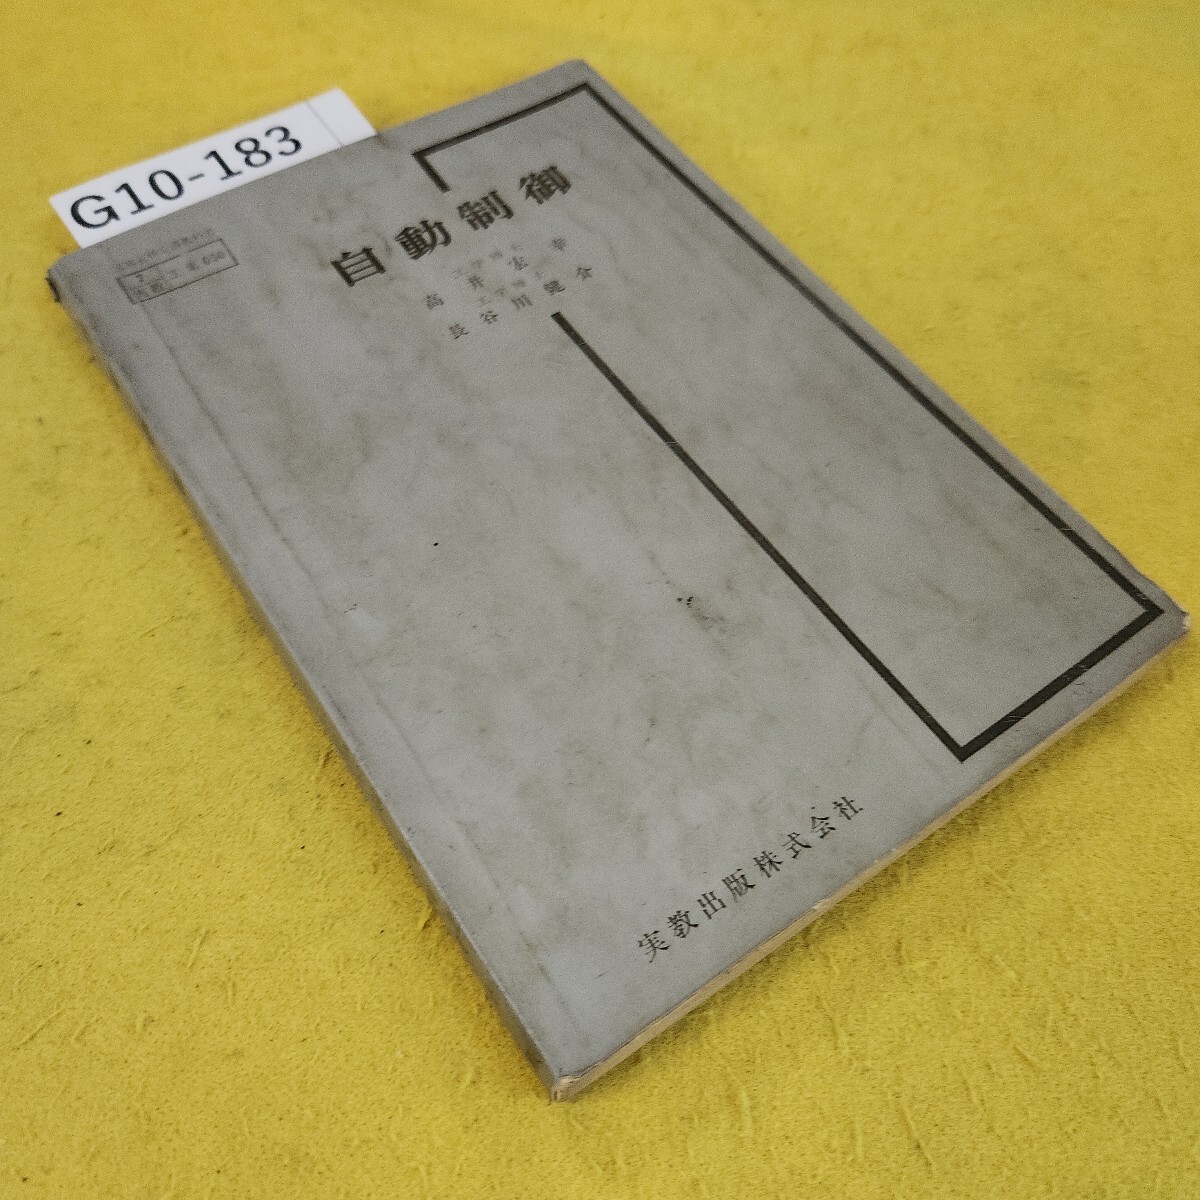 G10-183
自動制御
工学博士
高井宏幸
工学博士
長谷川健介
実教出版株式会社